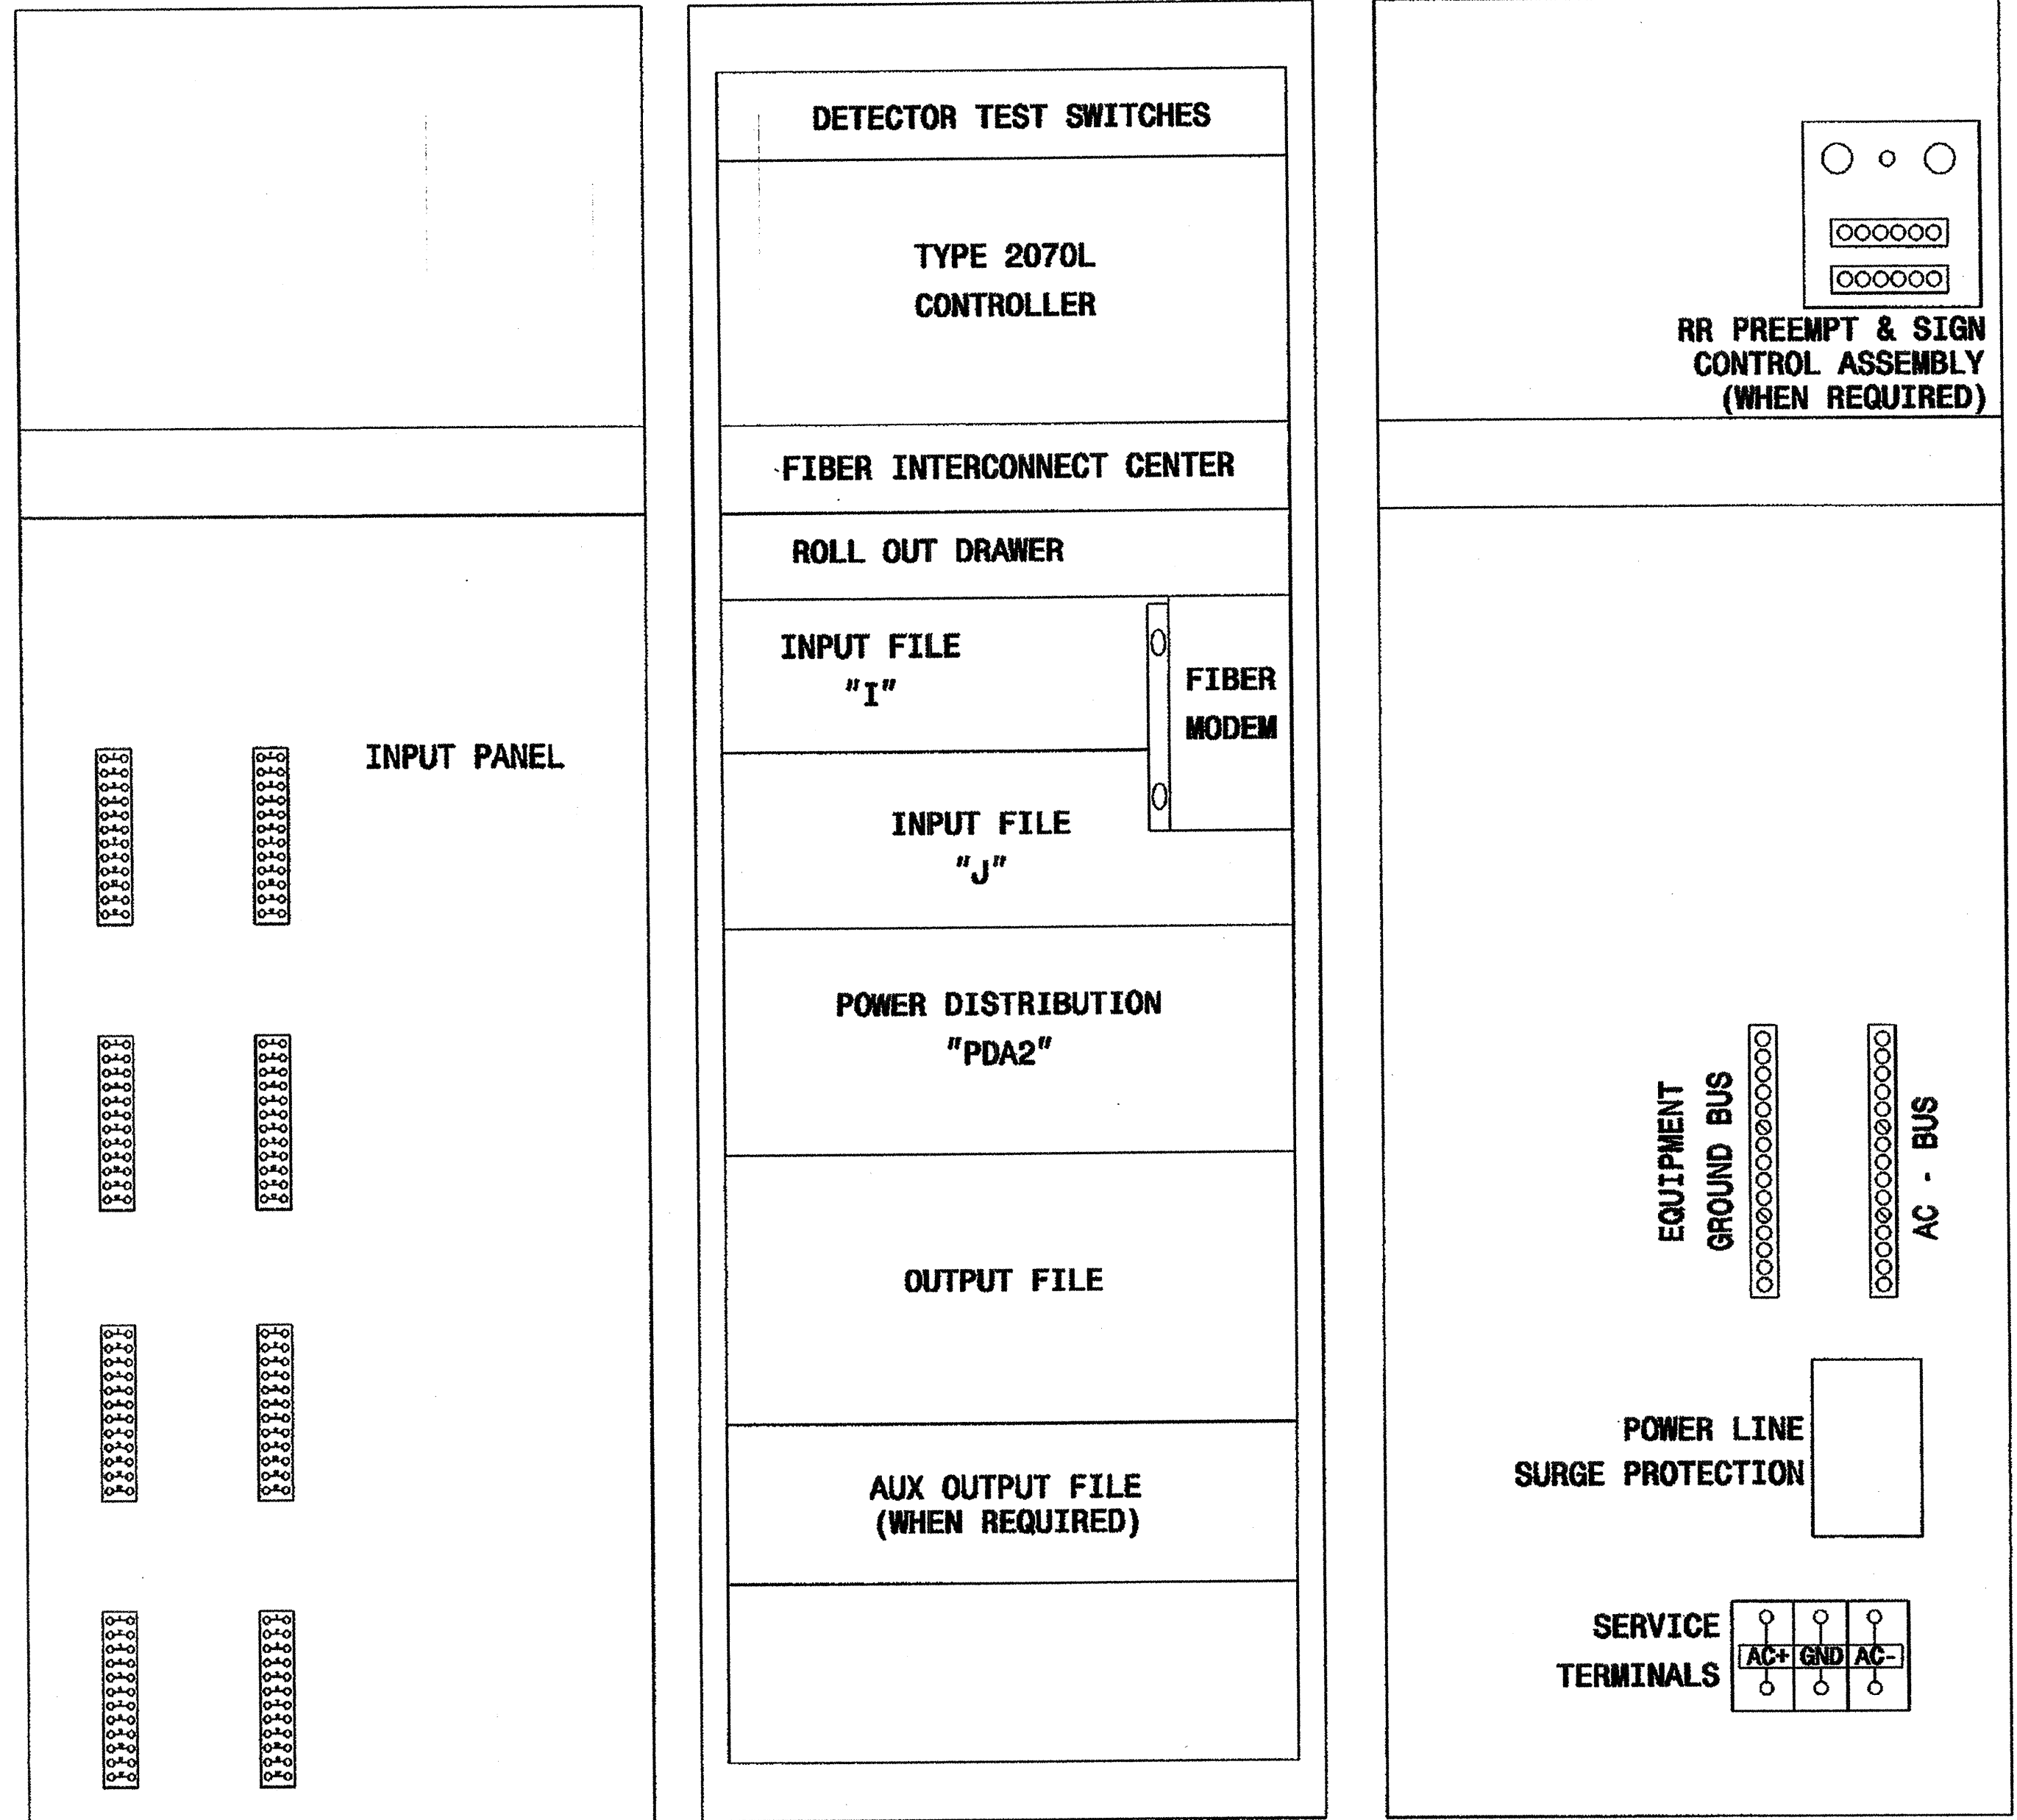 INPUT PANEL
DETECTOR TEST SWITCHES
TYPE 2070L
CONTROLLER
FIBER INTERCONNECT CENTER
ROLL OUT DRAWER
INPUT FILE
"I"
FIBER
MODEM
INPUT FILE
"J"
POWER DISTRIBUTION
"PDA2"
OUTPUT FILE
AUX OUTPUT FILE
(WHEN REQUIRED)
RR PREEMPT & SIGN
CONTROL ASSEMBLY
(WHEN REQUIRED)
EQUIPMENT
GROUND BUS
AC - BUS
POWER LINE
SURGE PROTECTION
SERVICE
TERMINALS
AC+ GND AC-